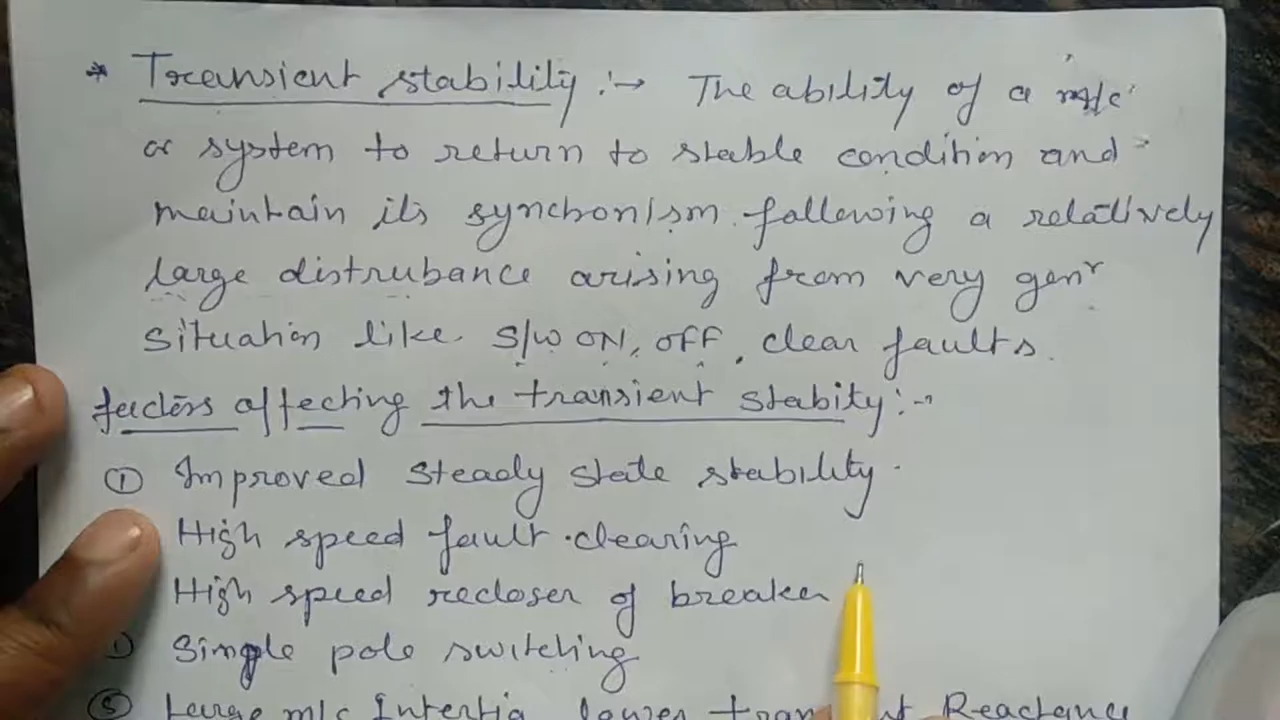 * Transient stability :→ The ability of a m/c
or system to return to stable condition and
maintain its synchronism following a relatively
large distrubance arising from very genr
situation like S/W ON, OFF, clear faults.
factors affecting the transient stabity :-
① Improved steady state stability.
High speed fault clearing
High speed recloser of breaker
Single pole switching
⑤ Large m/c Intertia, lower Reactance